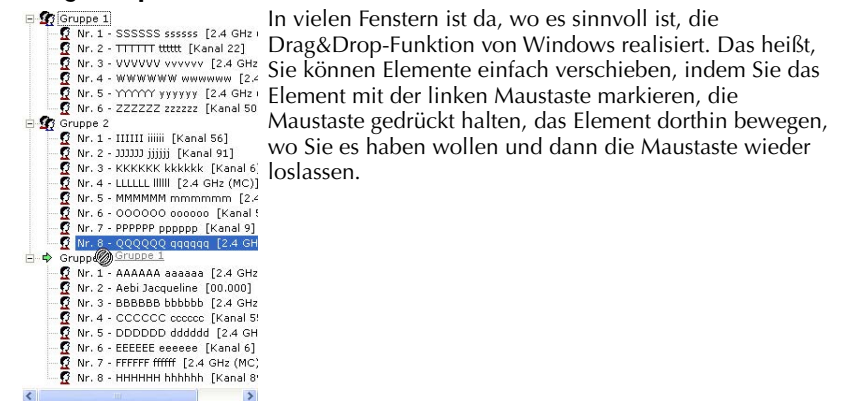 Gruppe 1
Nr. 1 - SSSSSS ssssss [2.4 GHz
Nr. 2 - TTTTTT tttttt [Kanal 22]
Nr. 3 - VVVVVV vvvvvv [2.4 GHz
Nr. 4 - WWWWWW wwwwww [2.4
Nr. 5 - YYYYYY yyyyyy [2.4 GHz
Nr. 6 - ZZZZZZ zzzzzz [Kanal 50
Gruppe 2
Nr. 1 - IIIIII iiiiii [Kanal 56]
Nr. 2 - JJJJJJ jjjjjj [Kanal 91]
Nr. 3 - KKKKKK kkkkkk [Kanal 6]
Nr. 4 - LLLLLL llllll [2.4 GHz (MC)]
Nr. 5 - MMMMMM mmmmmm [2.4
Nr. 6 - OOOOOO oooooo [Kanal
Nr. 7 - PPPPPP pppppp [Kanal 9]
Nr. 8 - QQQQQQ qqqqqq [2.4 GH
Gruppe
Gruppe 1
Nr. 1 - AAAAAA aaaaaa [2.4 GHz
Nr. 2 - Aebi Jacqueline [00.000]
Nr. 3 - BBBBBB bbbbbb [2.4 GHz
Nr. 4 - CCCCCC cccccc [Kanal 5
Nr. 5 - DDDDDD dddddd [2.4 GH
Nr. 6 - EEEEEE eeeeee [Kanal 6]
Nr. 7 - FFFFFF ffffff [2.4 GHz (MC)
Nr. 8 - HHHHHH hhhhhh [Kanal 8
In vielen Fenstern ist da, wo es sinnvoll ist, die
Drag&Drop-Funktion von Windows realisiert. Das heißt,
Sie können Elemente einfach verschieben, indem Sie das
Element mit der linken Maustaste markieren, die
Maustaste gedrückt halten, das Element dorthin bewegen,
wo Sie es haben wollen und dann die Maustaste wieder
loslassen.